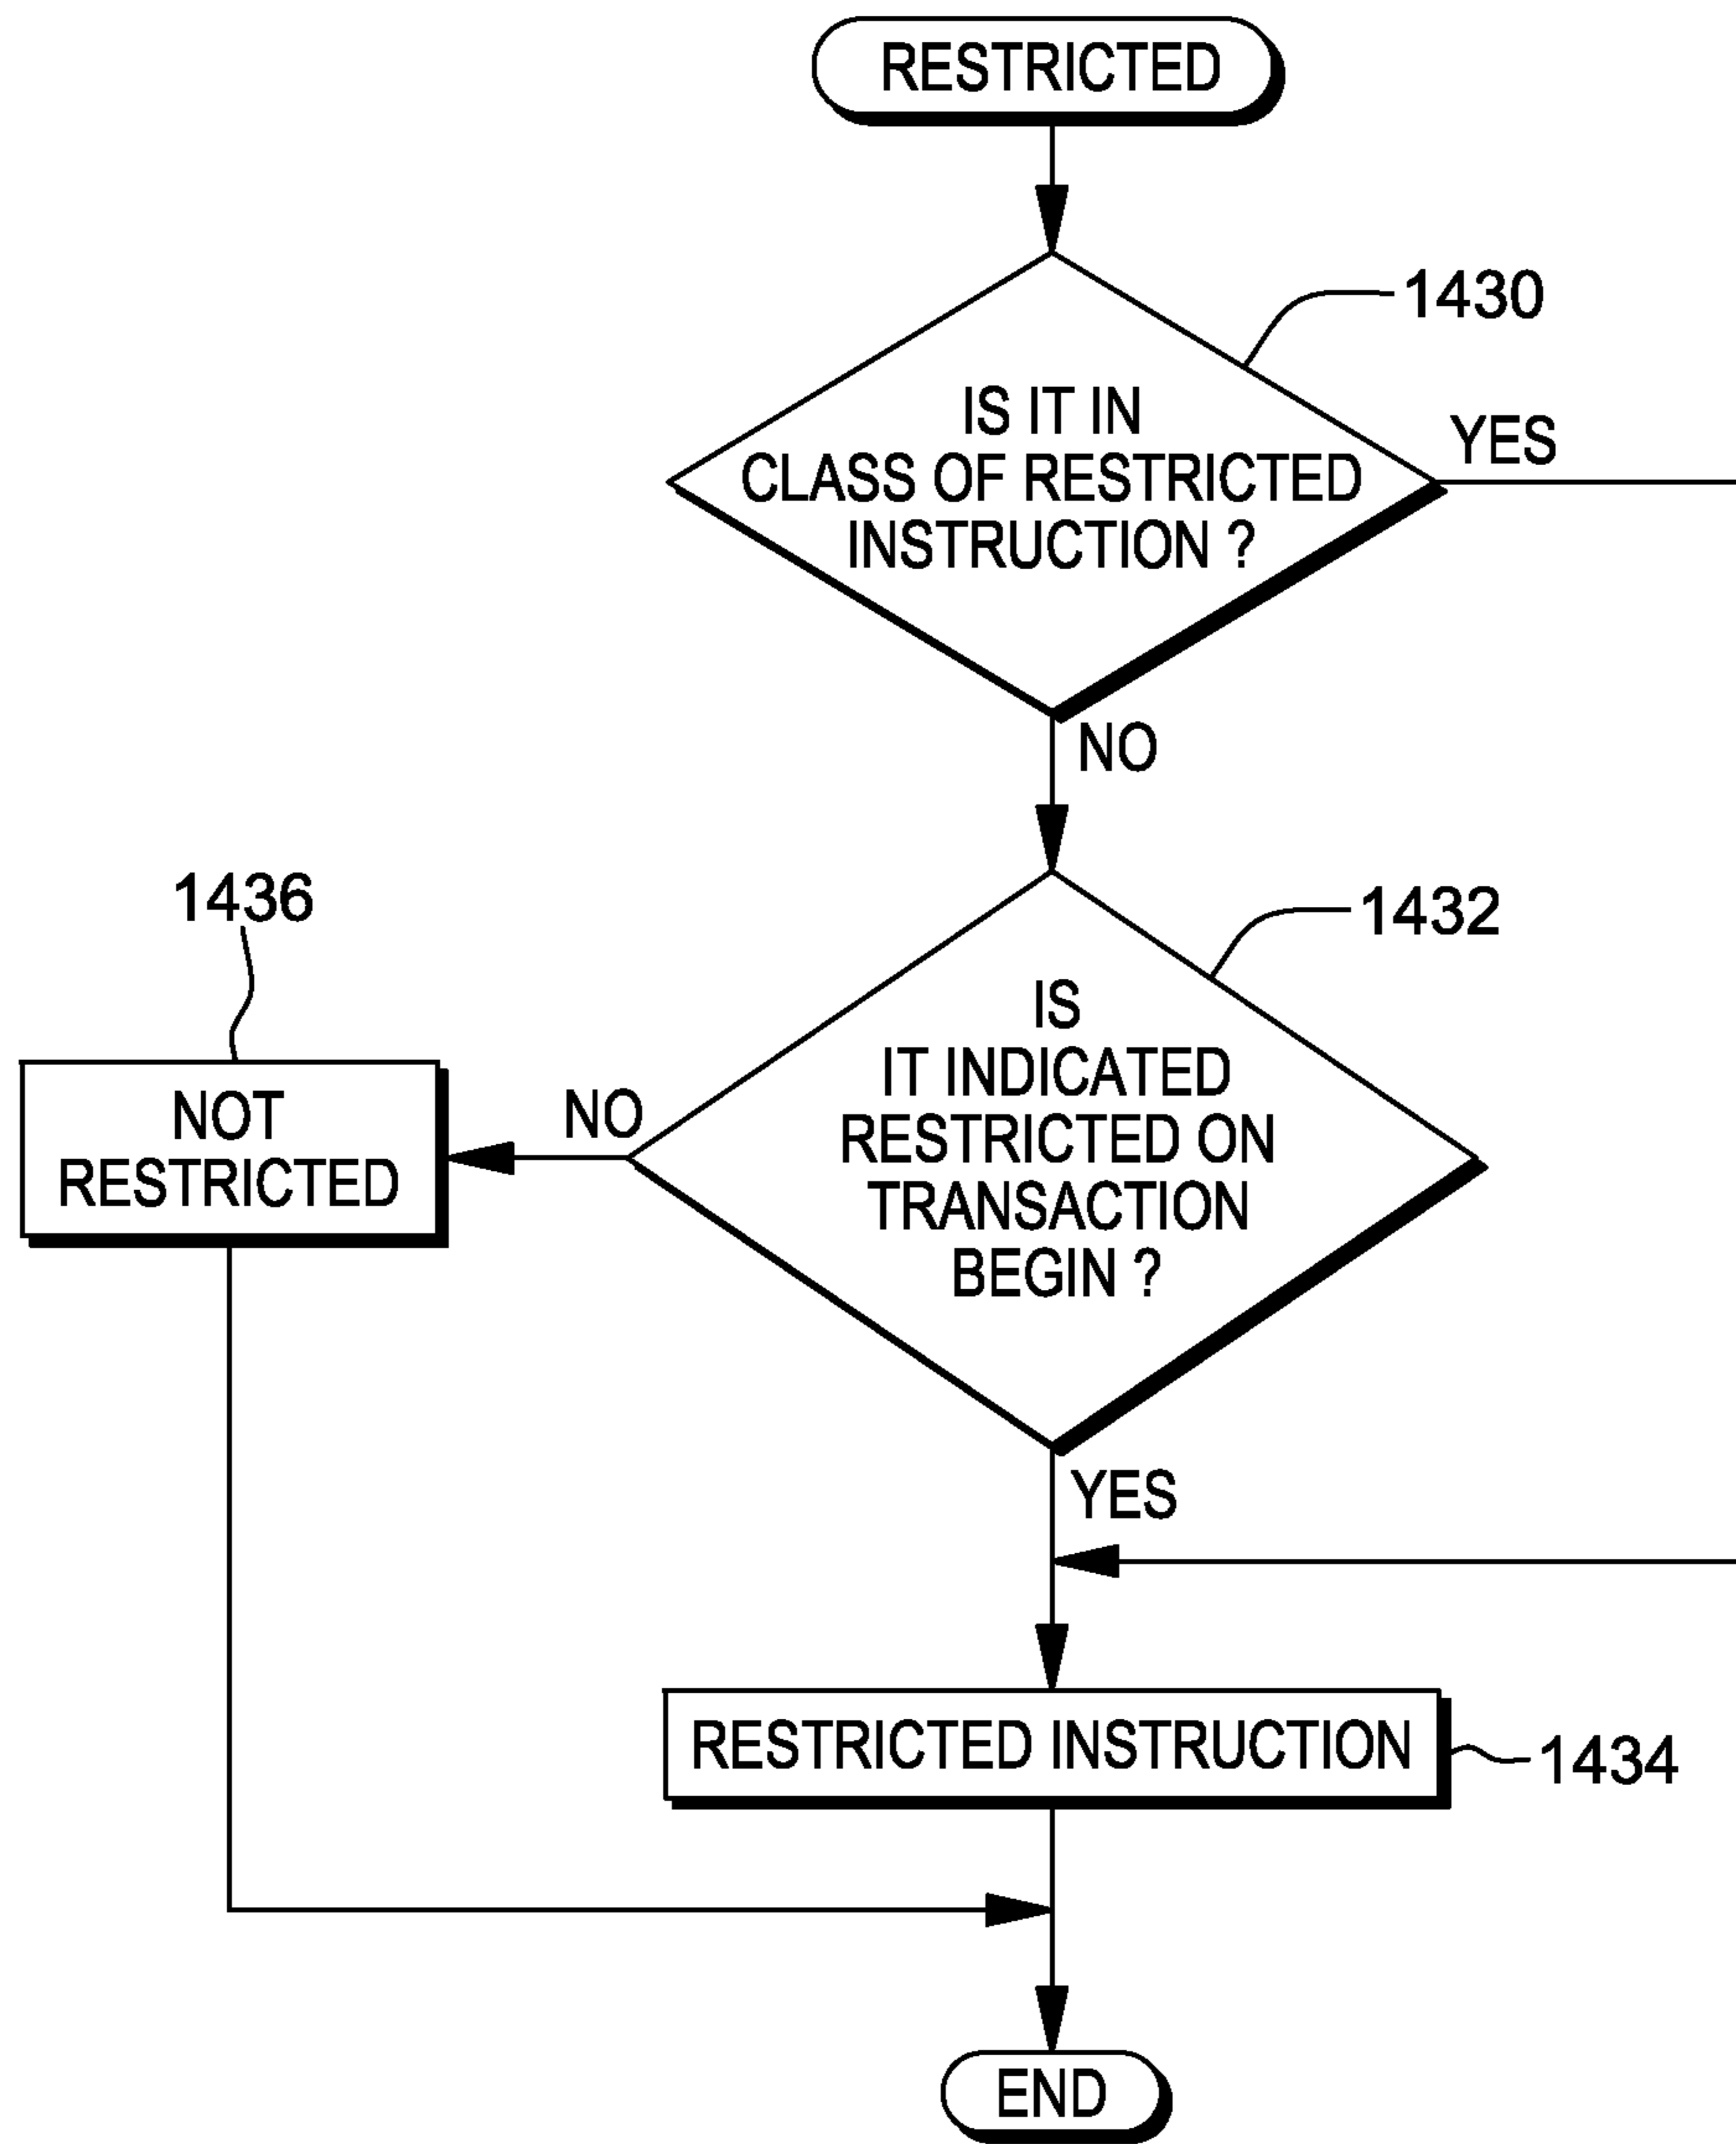 RESTRICTED
1430
IS IT IN
CLASS OF RESTRICTED
INSTRUCTION ?
YES
NO
1436
1432
IS
IT INDICATED
RESTRICTED ON
TRANSACTION
BEGIN ?
NO
NOT
RESTRICTED
YES
RESTRICTED INSTRUCTION
1434
END